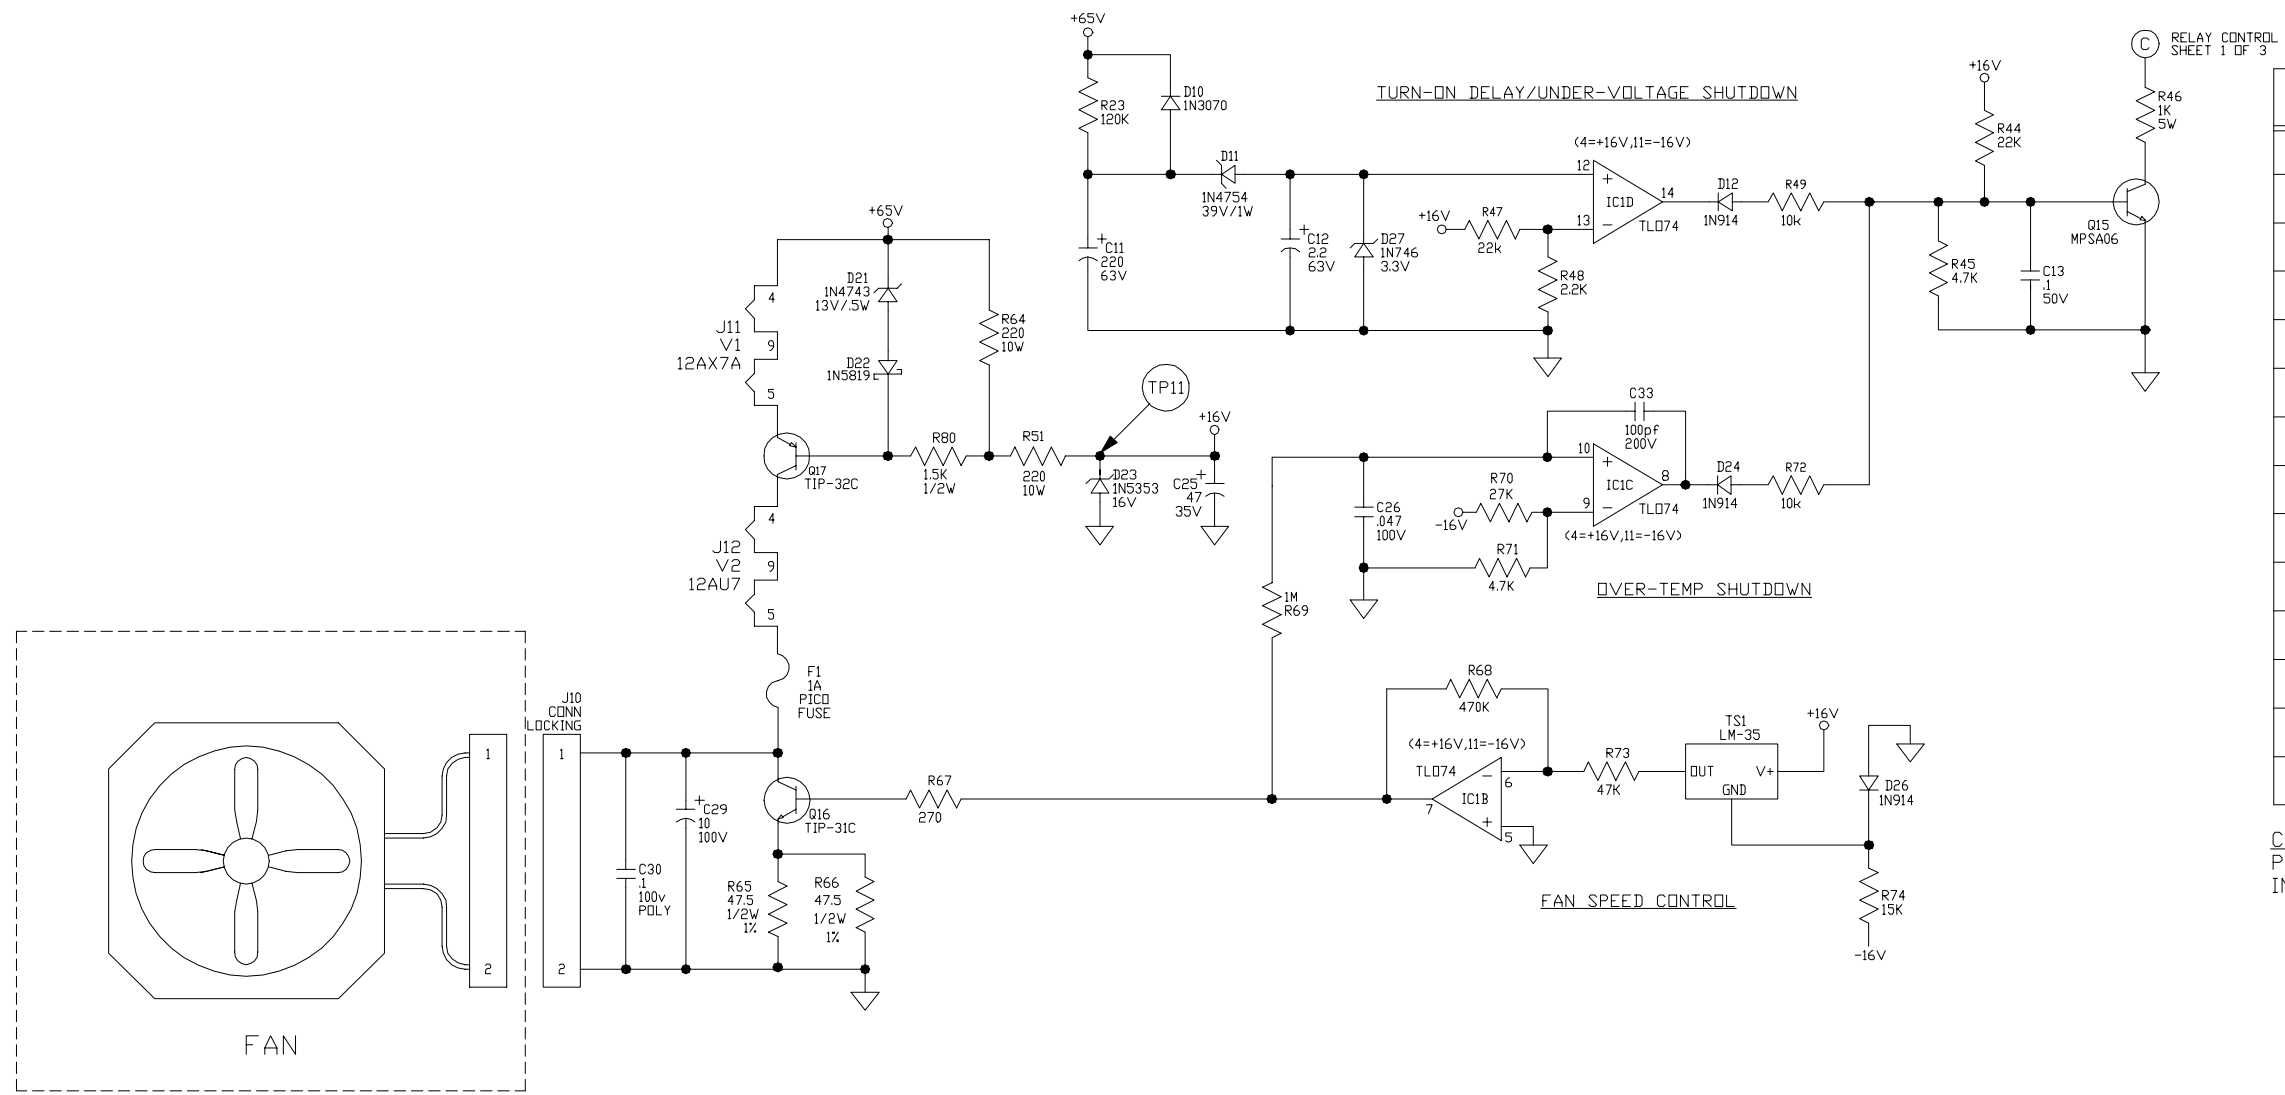 +65V
RELAY CONTROL
SHEET 1 OF 3
C
+16V
R46
1K
5W
R44
22K
Q15
MPSA06
TURN-ON DELAY/UNDER-VOLTAGE SHUTDOWN
R23
120K
D10
1N3070
D11
1N4754
39V/1W
C11
220
63V
+
C12
2.2
63V
+
D27
1N746
3.3V
+16V
R47
22k
R48
2.2K
(4=+16V,11=-16V)
12
+
IC1D
14
13
-
TL074
D12
1N914
R49
10k
R45
4.7K
C13
.1
50V
+65V
D21
1N4743
13V/.5W
D22
1N5819
R64
220
10W
4
J11
V1
9
12AX7A
5
Q17
TIP-32C
R80
1.5K
1/2W
R51
220
10W
TP11
D23
1N5353
16V
+16V
+
C25
47
35V
C33
100pf
200V
10
+
IC1C
8
9
-
TL074
(4=+16V,11=-16V)
D24
1N914
R72
10k
R70
27K
-16V
R71
4.7K
C26
.047
100V
OVER-TEMP SHUTDOWN
1M
R69
4
J12
V2
9
12AU7
5
F1
1A
PICO
FUSE
J10
CONN
LOCKING
1
1
2
2
FAN
C30
.1
100v
POLY
+
C29
10
100V
Q16
TIP-31C
R67
270
R65
47.5
1/2W
1%
R66
47.5
1/2W
1%
R68
470K
(4=+16V,11=-16V)
TL074
-
6
IC1B
7
+
5
R73
47K
TS1
LM-35
OUT
V+
GND
+16V
D26
1N914
R74
15K
-16V
FAN SPEED CONTROL
C
P
IN